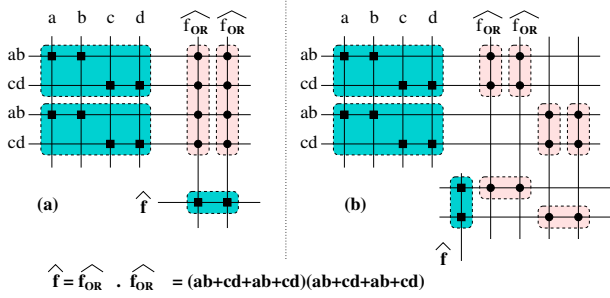 a b c d f̂OR f̂OR
ab
cd
ab
cd
(a) f̂
a b c d f̂OR f̂OR
ab
cd
ab
cd
(b)
f̂
f̂ = f̂OR . f̂OR = (ab+cd+ab+cd)(ab+cd+ab+cd)